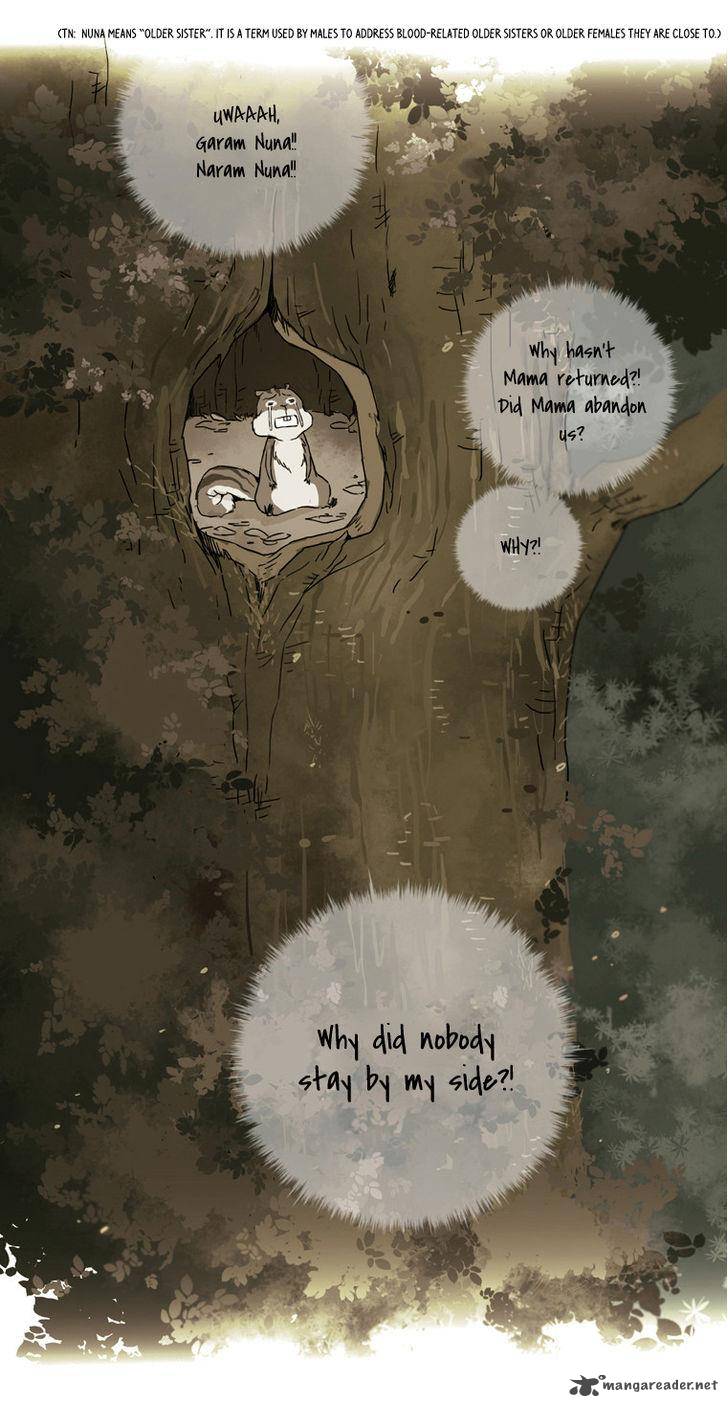 (TN: NUNA MEANS "OLDER SISTER". IT IS A TERM USED BY MALES TO ADDRESS BLOOD-RELATED OLDER SISTERS OR OLDER FEMALES THEY ARE CLOSE TO.)
UWAAAH,
Garam Nuna!!
Naram Nuna!!
Why hasn't
Mama returned?!
Did Mama abandon
us?
WHY?!
Why did nobody
stay by my side?!
mangareader.net